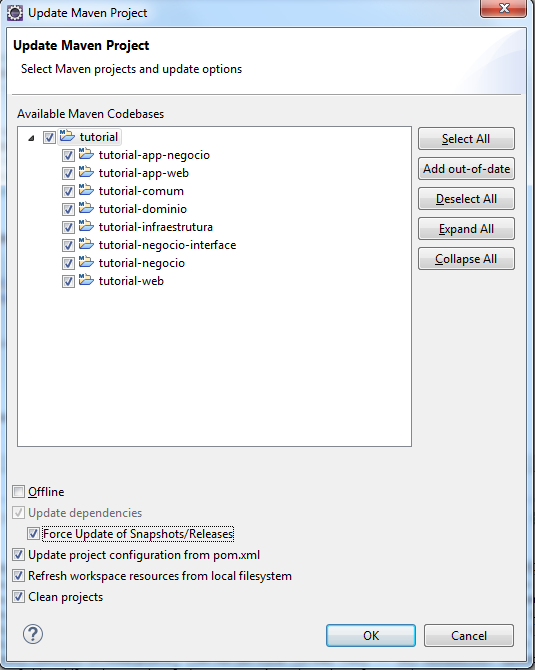 Update Maven Project
Update Maven Project
Select Maven projects and update options
Available Maven Codebases
tutorial
tutorial-app-negocio
tutorial-app-web
tutorial-comum
tutorial-dominio
tutorial-infraestrutura
tutorial-negocio-interface
tutorial-negocio
tutorial-web
Select All
Add out-of-date
Deselect All
Expand All
Collapse All
Offline
Update dependencies
Force Update of Snapshots/Releases
Update project configuration from pom.xml
Refresh workspace resources from local filesystem
Clean projects
OK
Cancel